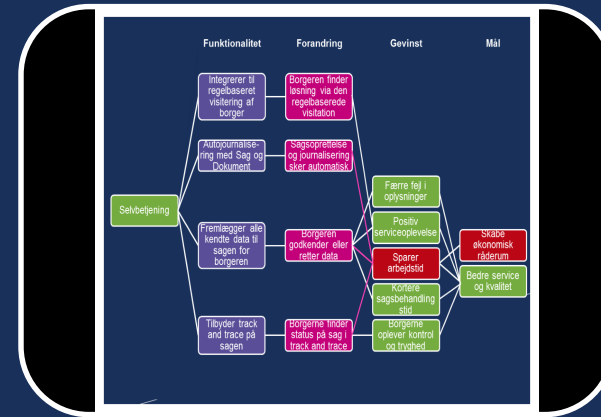 Funktionalitet
Forandring
Gevinst
Mål
Integrerer til
regelbaseret
visitering af
borger
Borgeren finder
løsning via den
regelbaserede
visitation
Autojournalise-
ring med Sag og
Dokument
Sagsoprettelse
og journalisering
sker automatisk
Færre fejl i
oplysninger
Selvbetjening
Positiv
serviceoplevelse
Fremlægger alle
kendte data til
sagen for
borgeren
Borgeren
godkender eller
retter data
Sparer
arbejdstid
Skabe
økonomisk
råderum
Bedre service
og kvalitet
Kortere
sagsbehandling
stid
Tilbyder track
and trace på
sagen
Borgerne finder
status på sag i
track and trace
Borgerne
oplever kontrol
og tryghed